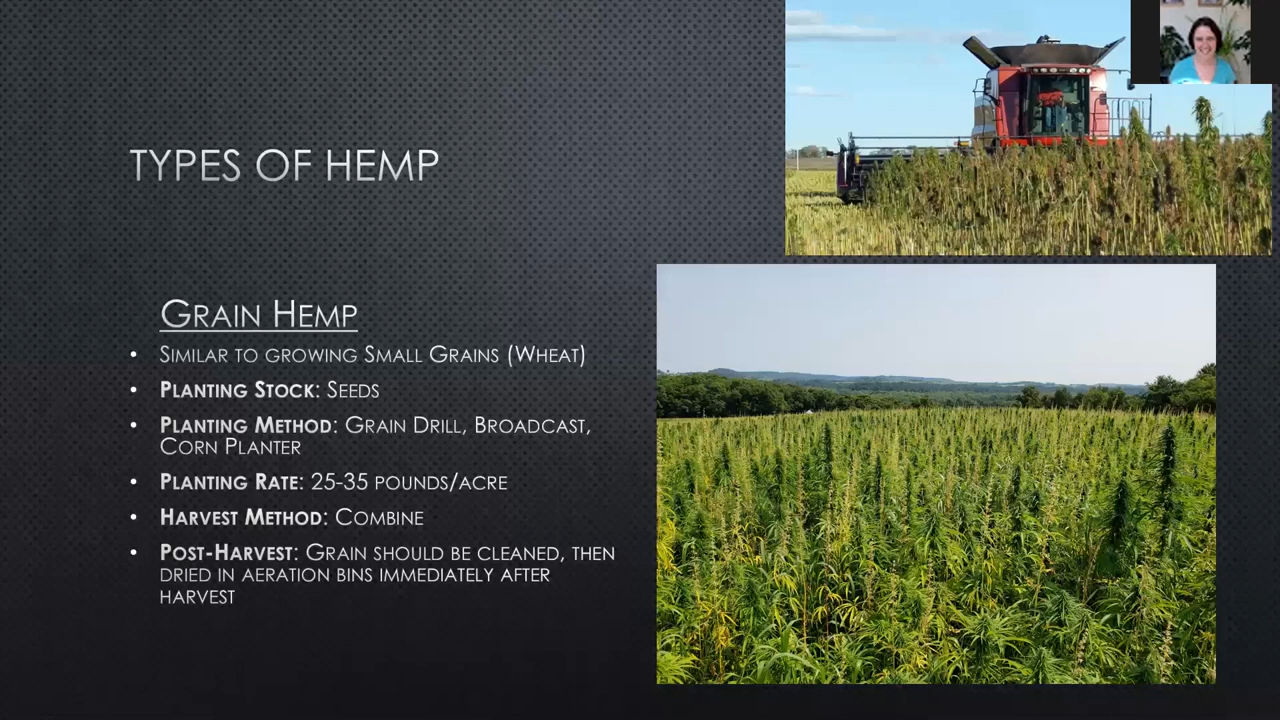 TYPES OF HEMP
GRAIN HEMP
• SIMILAR TO GROWING SMALL GRAINS (WHEAT)
• PLANTING STOCK: SEEDS
• PLANTING METHOD: GRAIN DRILL, BROADCAST,
CORN PLANTER
• PLANTING RATE: 25-35 POUNDS/ACRE
• HARVEST METHOD: COMBINE
• POST-HARVEST: GRAIN SHOULD BE CLEANED, THEN
DRIED IN AERATION BINS IMMEDIATELY AFTER
HARVEST